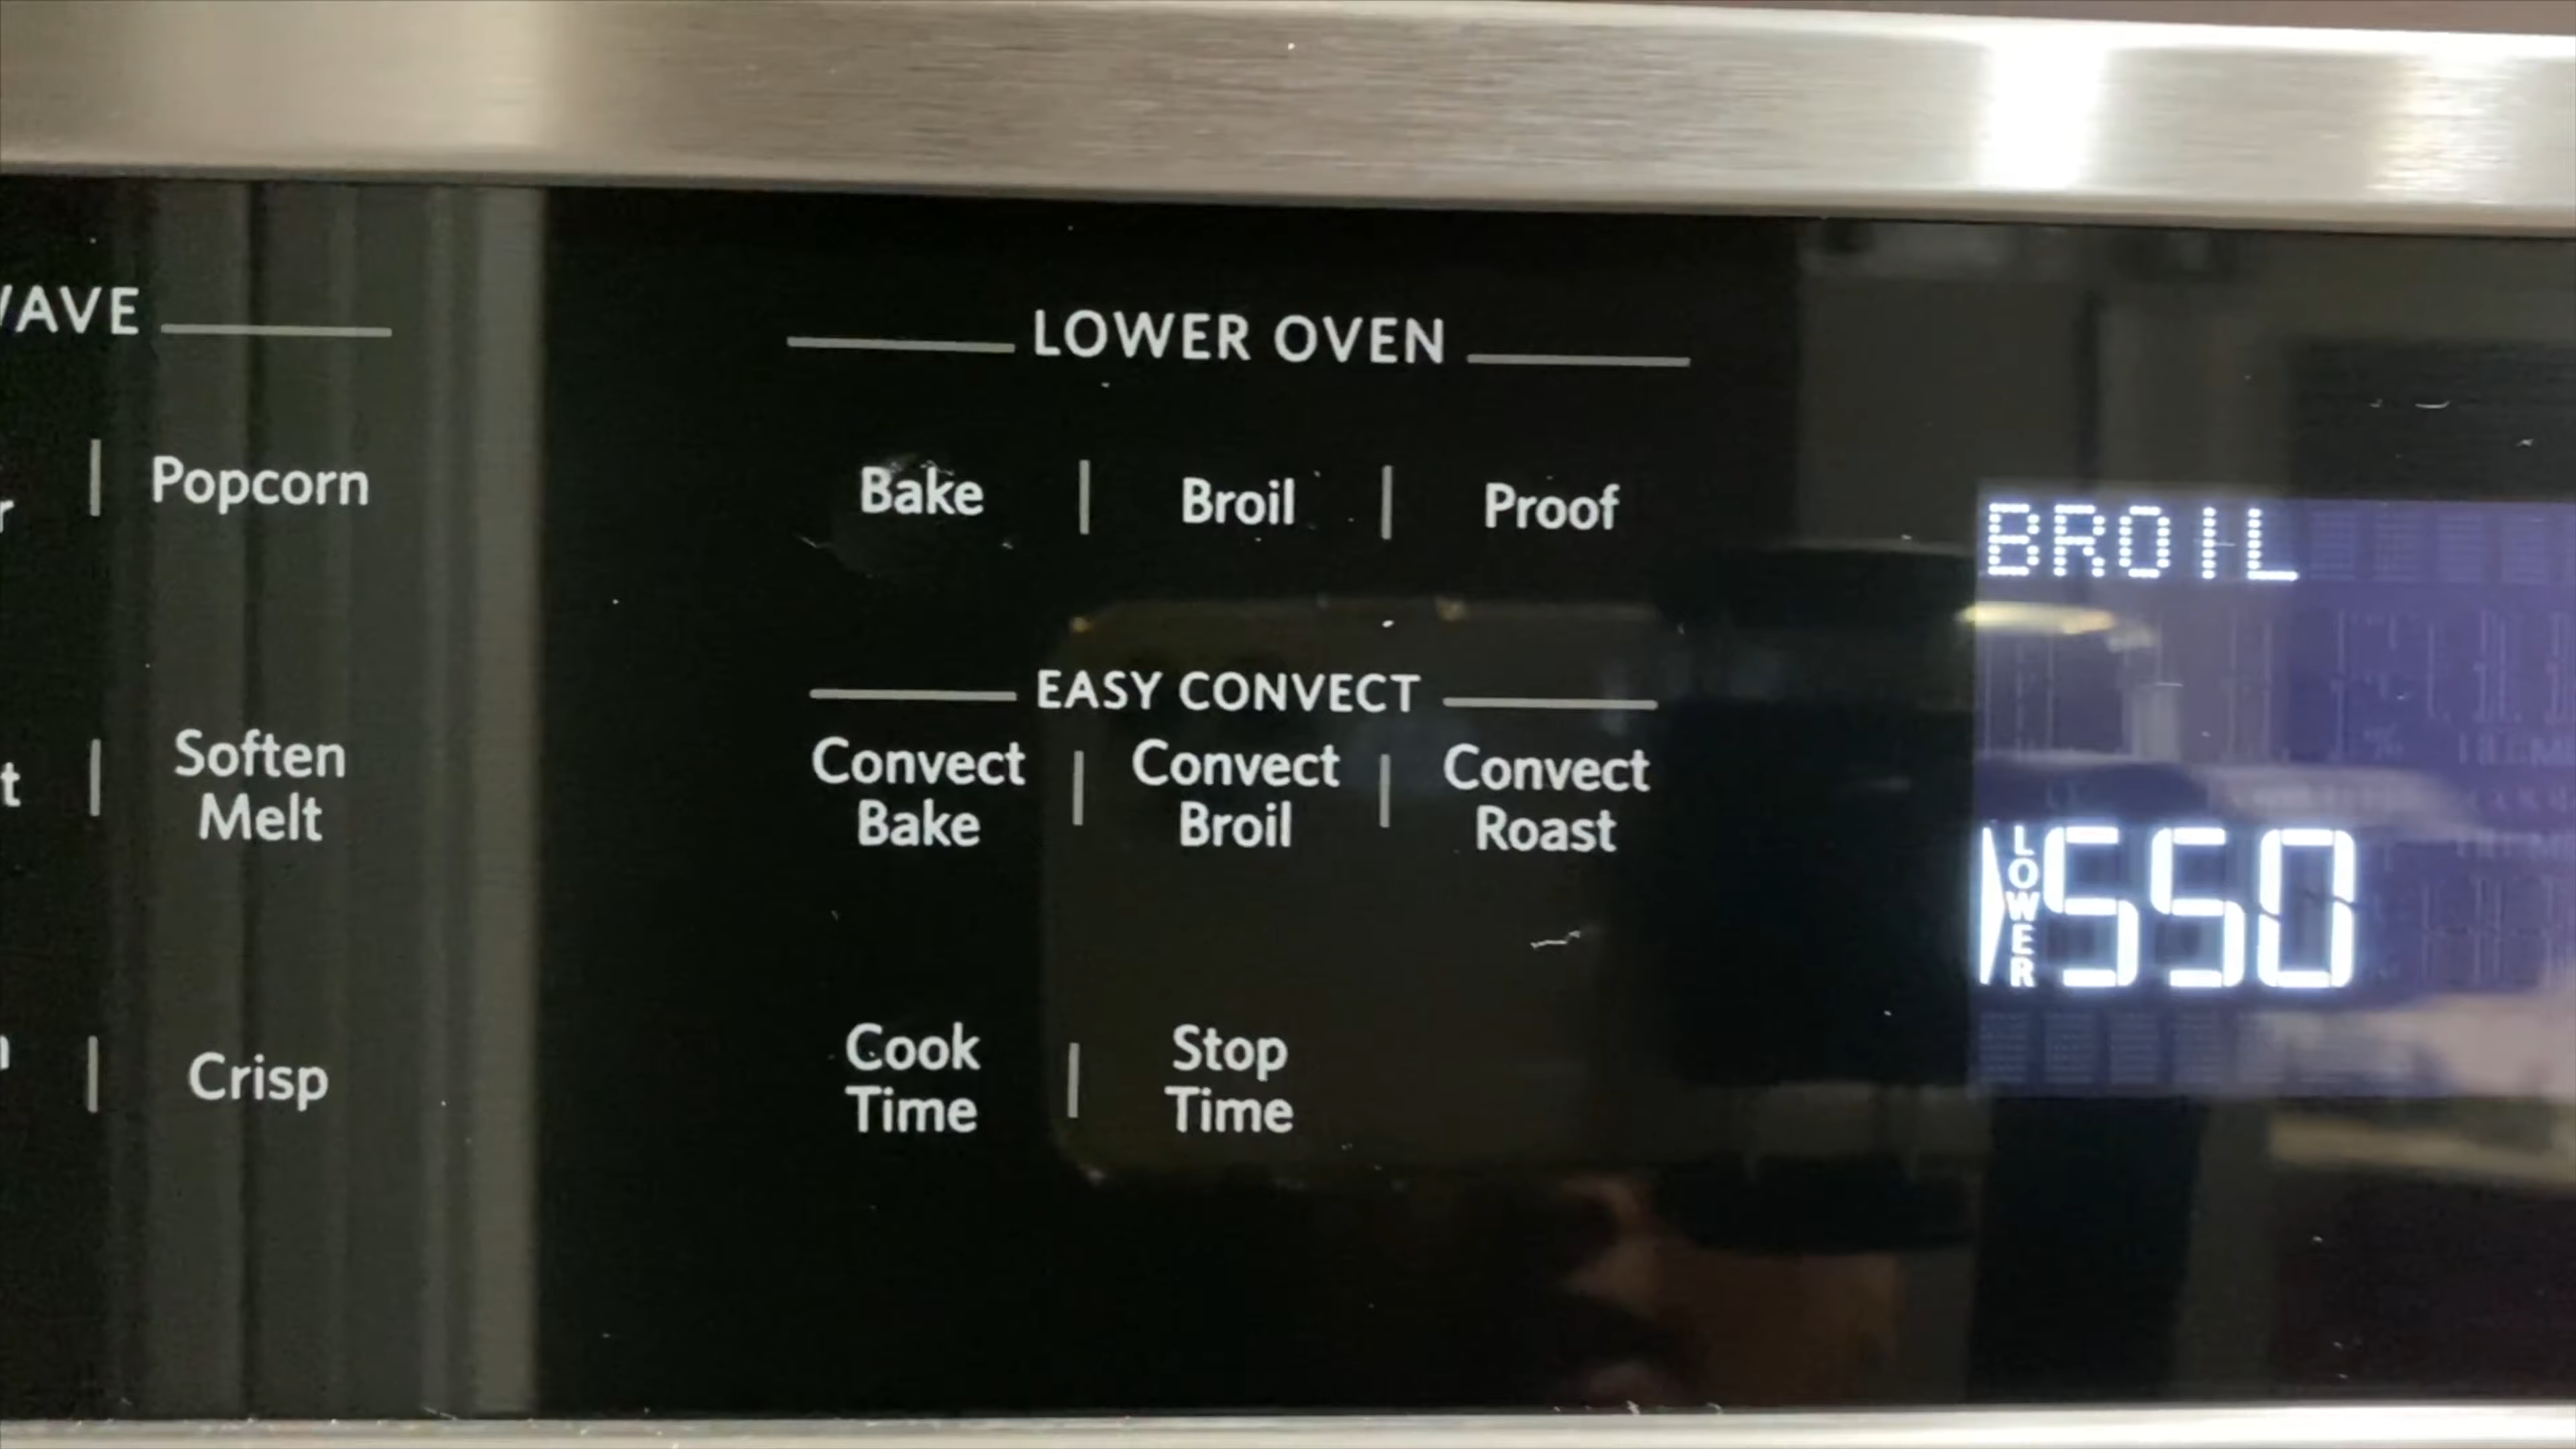 LOWER OVEN
Popcorn
Bake | Broil | Proof
BROIL
EASY CONVECT
Soften
Melt
Convect
Bake
Convect
Broil
Convect
Roast
LOWER
550
Crisp
Cook
Time
Stop
Time